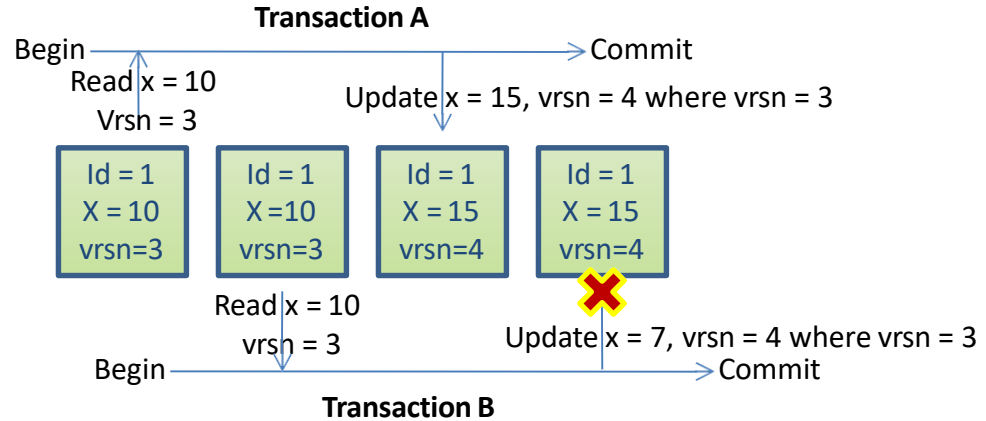 Transaction A
Begin
Commit
Read x = 10
Vrsn = 3
Update x = 15, vrsn = 4 where vrsn = 3
Id = 1
X = 10
vrsn=3
Id = 1
X =10
vrsn=3
Id = 1
X = 15
vrsn=4
Id = 1
X = 15
vrsn=4
Read x = 10
vrsn = 3
Update x = 7, vrsn = 4 where vrsn = 3
Begin
Commit
Transaction B